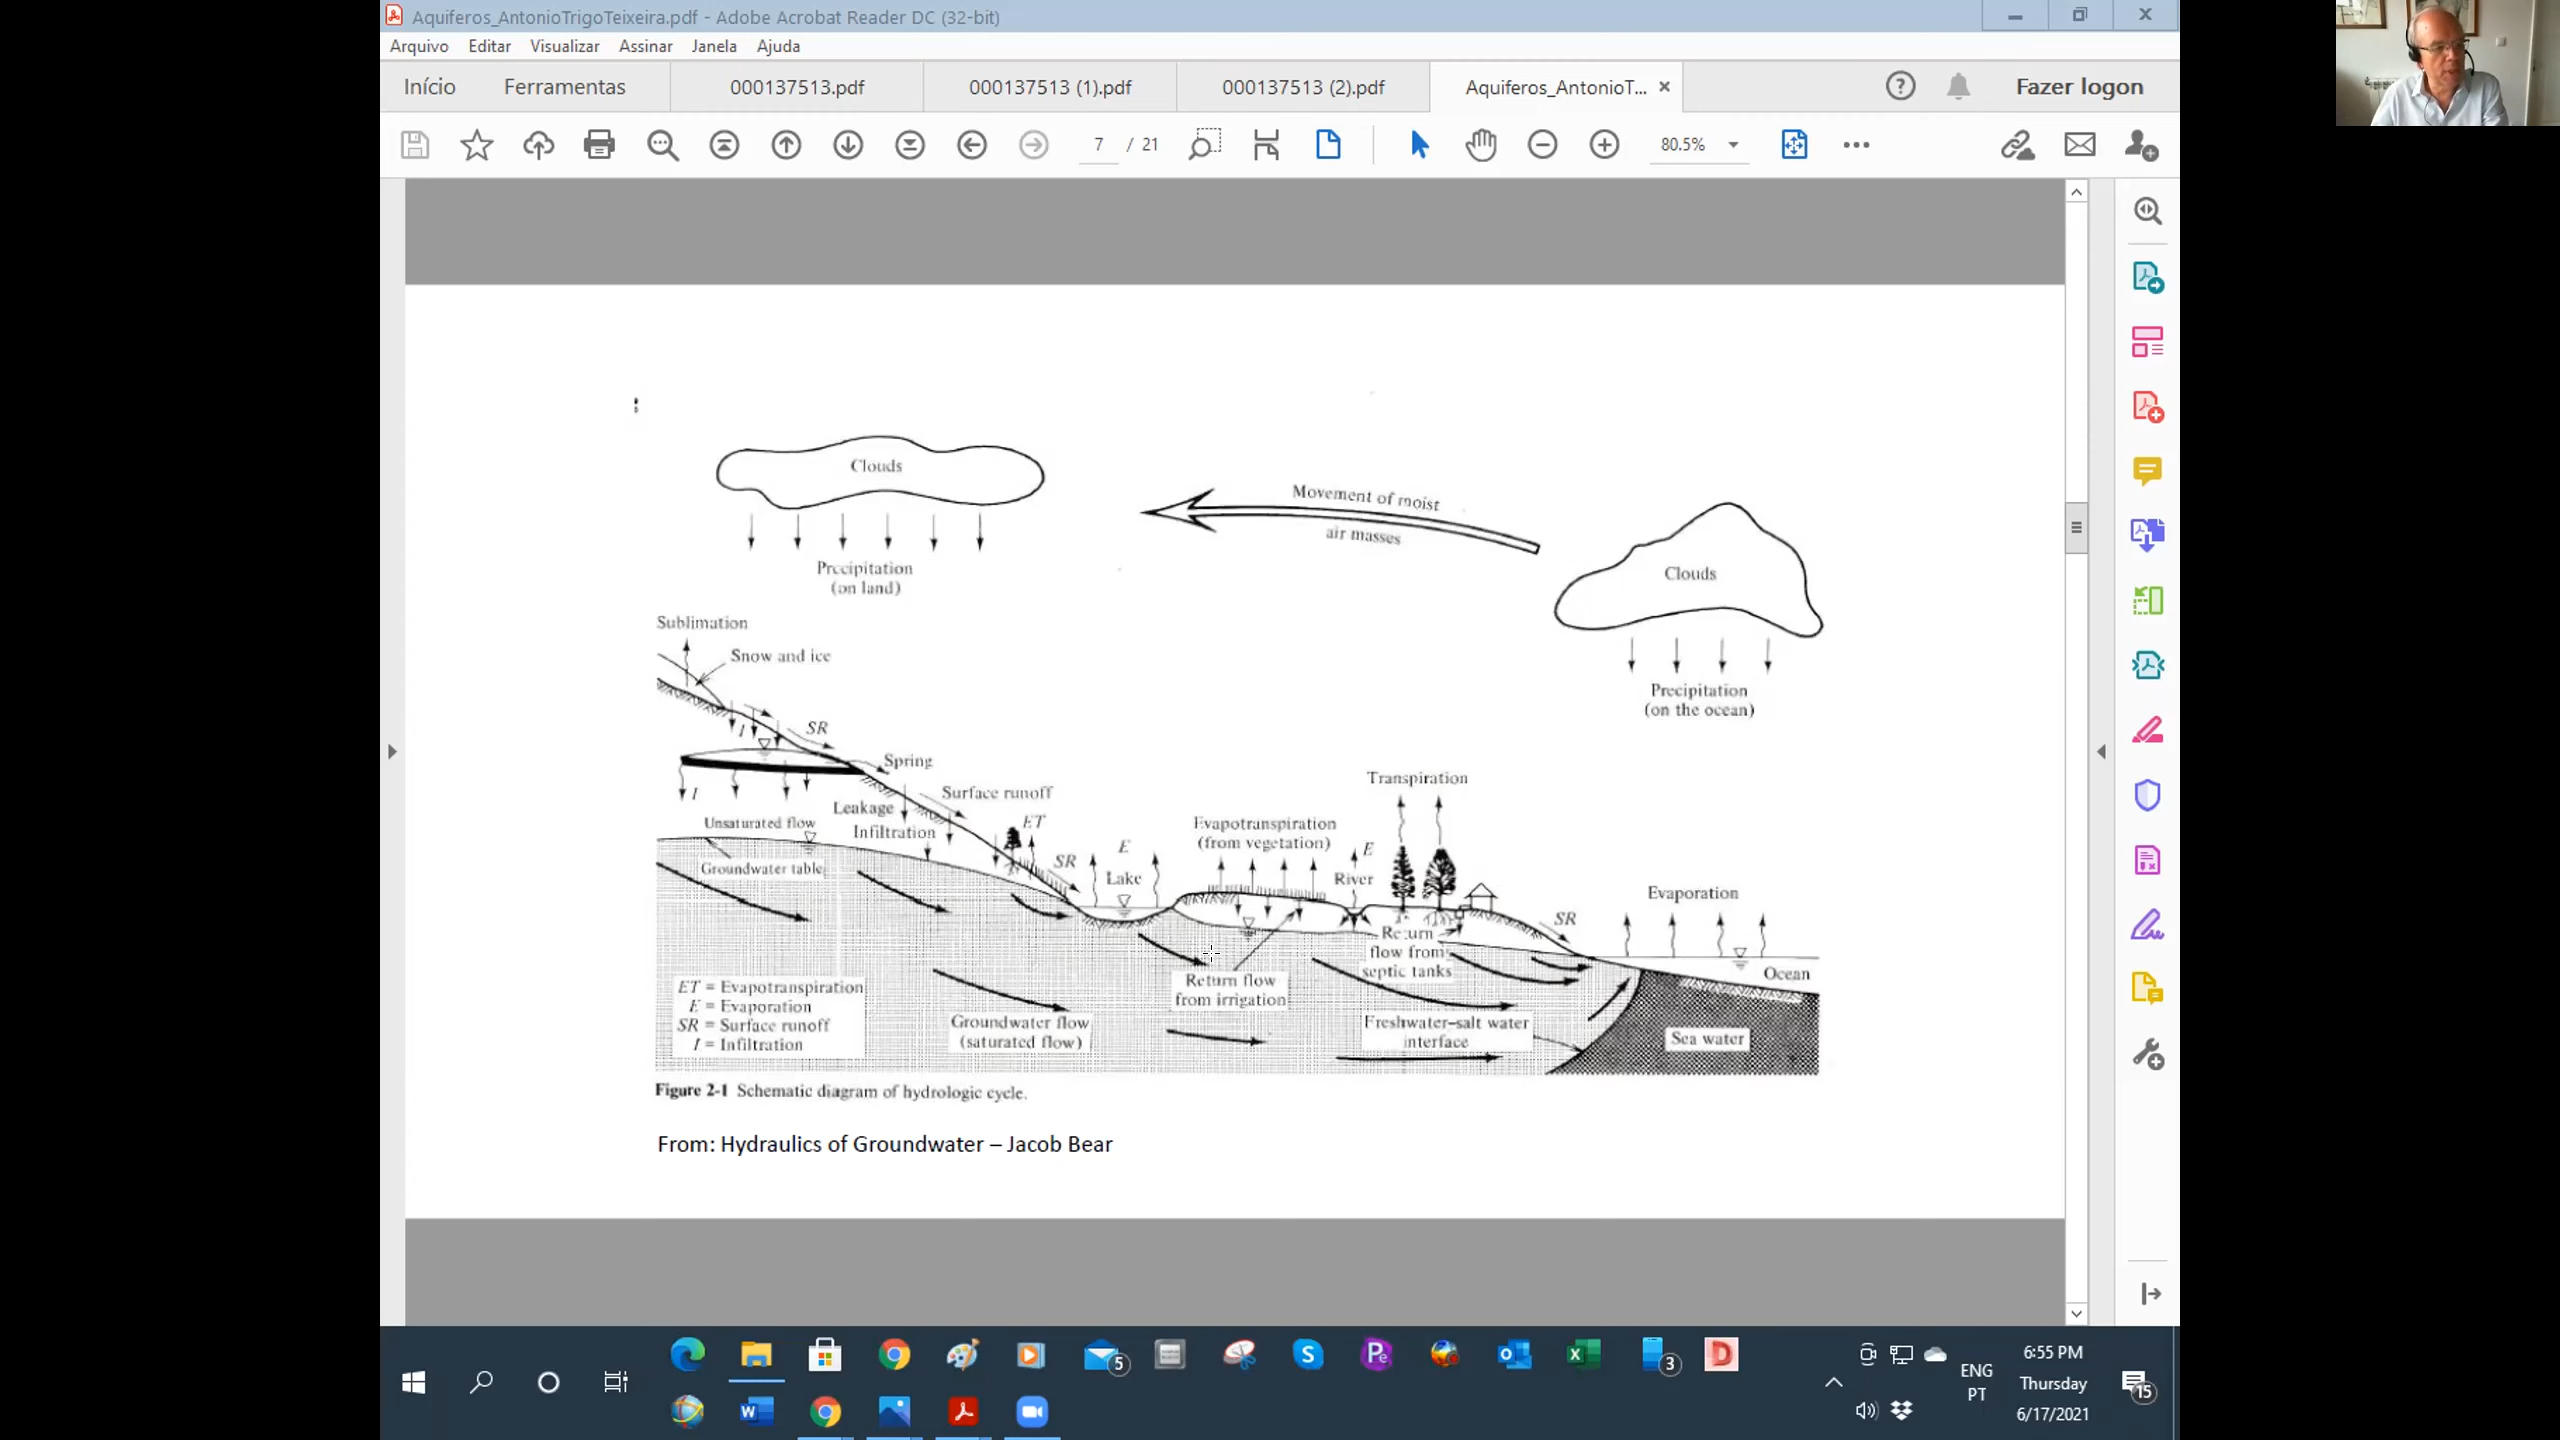 Aquiferos_AntonioTrigoTeixeira.pdf - Adobe Acrobat Reader DC (32-bit)
Arquivo Editar Visualizar Assinar Janela Ajuda
Início Ferramentas 000137513.pdf 000137513 (1).pdf 000137513 (2).pdf Aquiferos_AntonioT... Fazer logon
7 / 21 80.5%
Clouds
Movement of moist
air masses
Precipitation
(on land)
Clouds
Precipitation
(on the ocean)
Sublimation
Snow and ice
I
SR
Spring
I
Leakage
Surface runoff
Unsaturated flow
Infiltration
ET
SR
Groundwater table
E
Lake
Evapotranspiration
(from vegetation)
E
River
Transpiration
SR
Evaporation
Ocean
Return
flow from
septic tanks
Return flow
from irrigation
ET = Evapotranspiration
E = Evaporation
SR = Surface runoff
I = Infiltration
Groundwater flow
(saturated flow)
Freshwater–salt water
interface
Sea water
Figure 2-1 Schematic diagram of hydrologic cycle.
From: Hydraulics of Groundwater – Jacob Bear
5
3
ENG
PT
6:55 PM
Thursday
6/17/2021
15